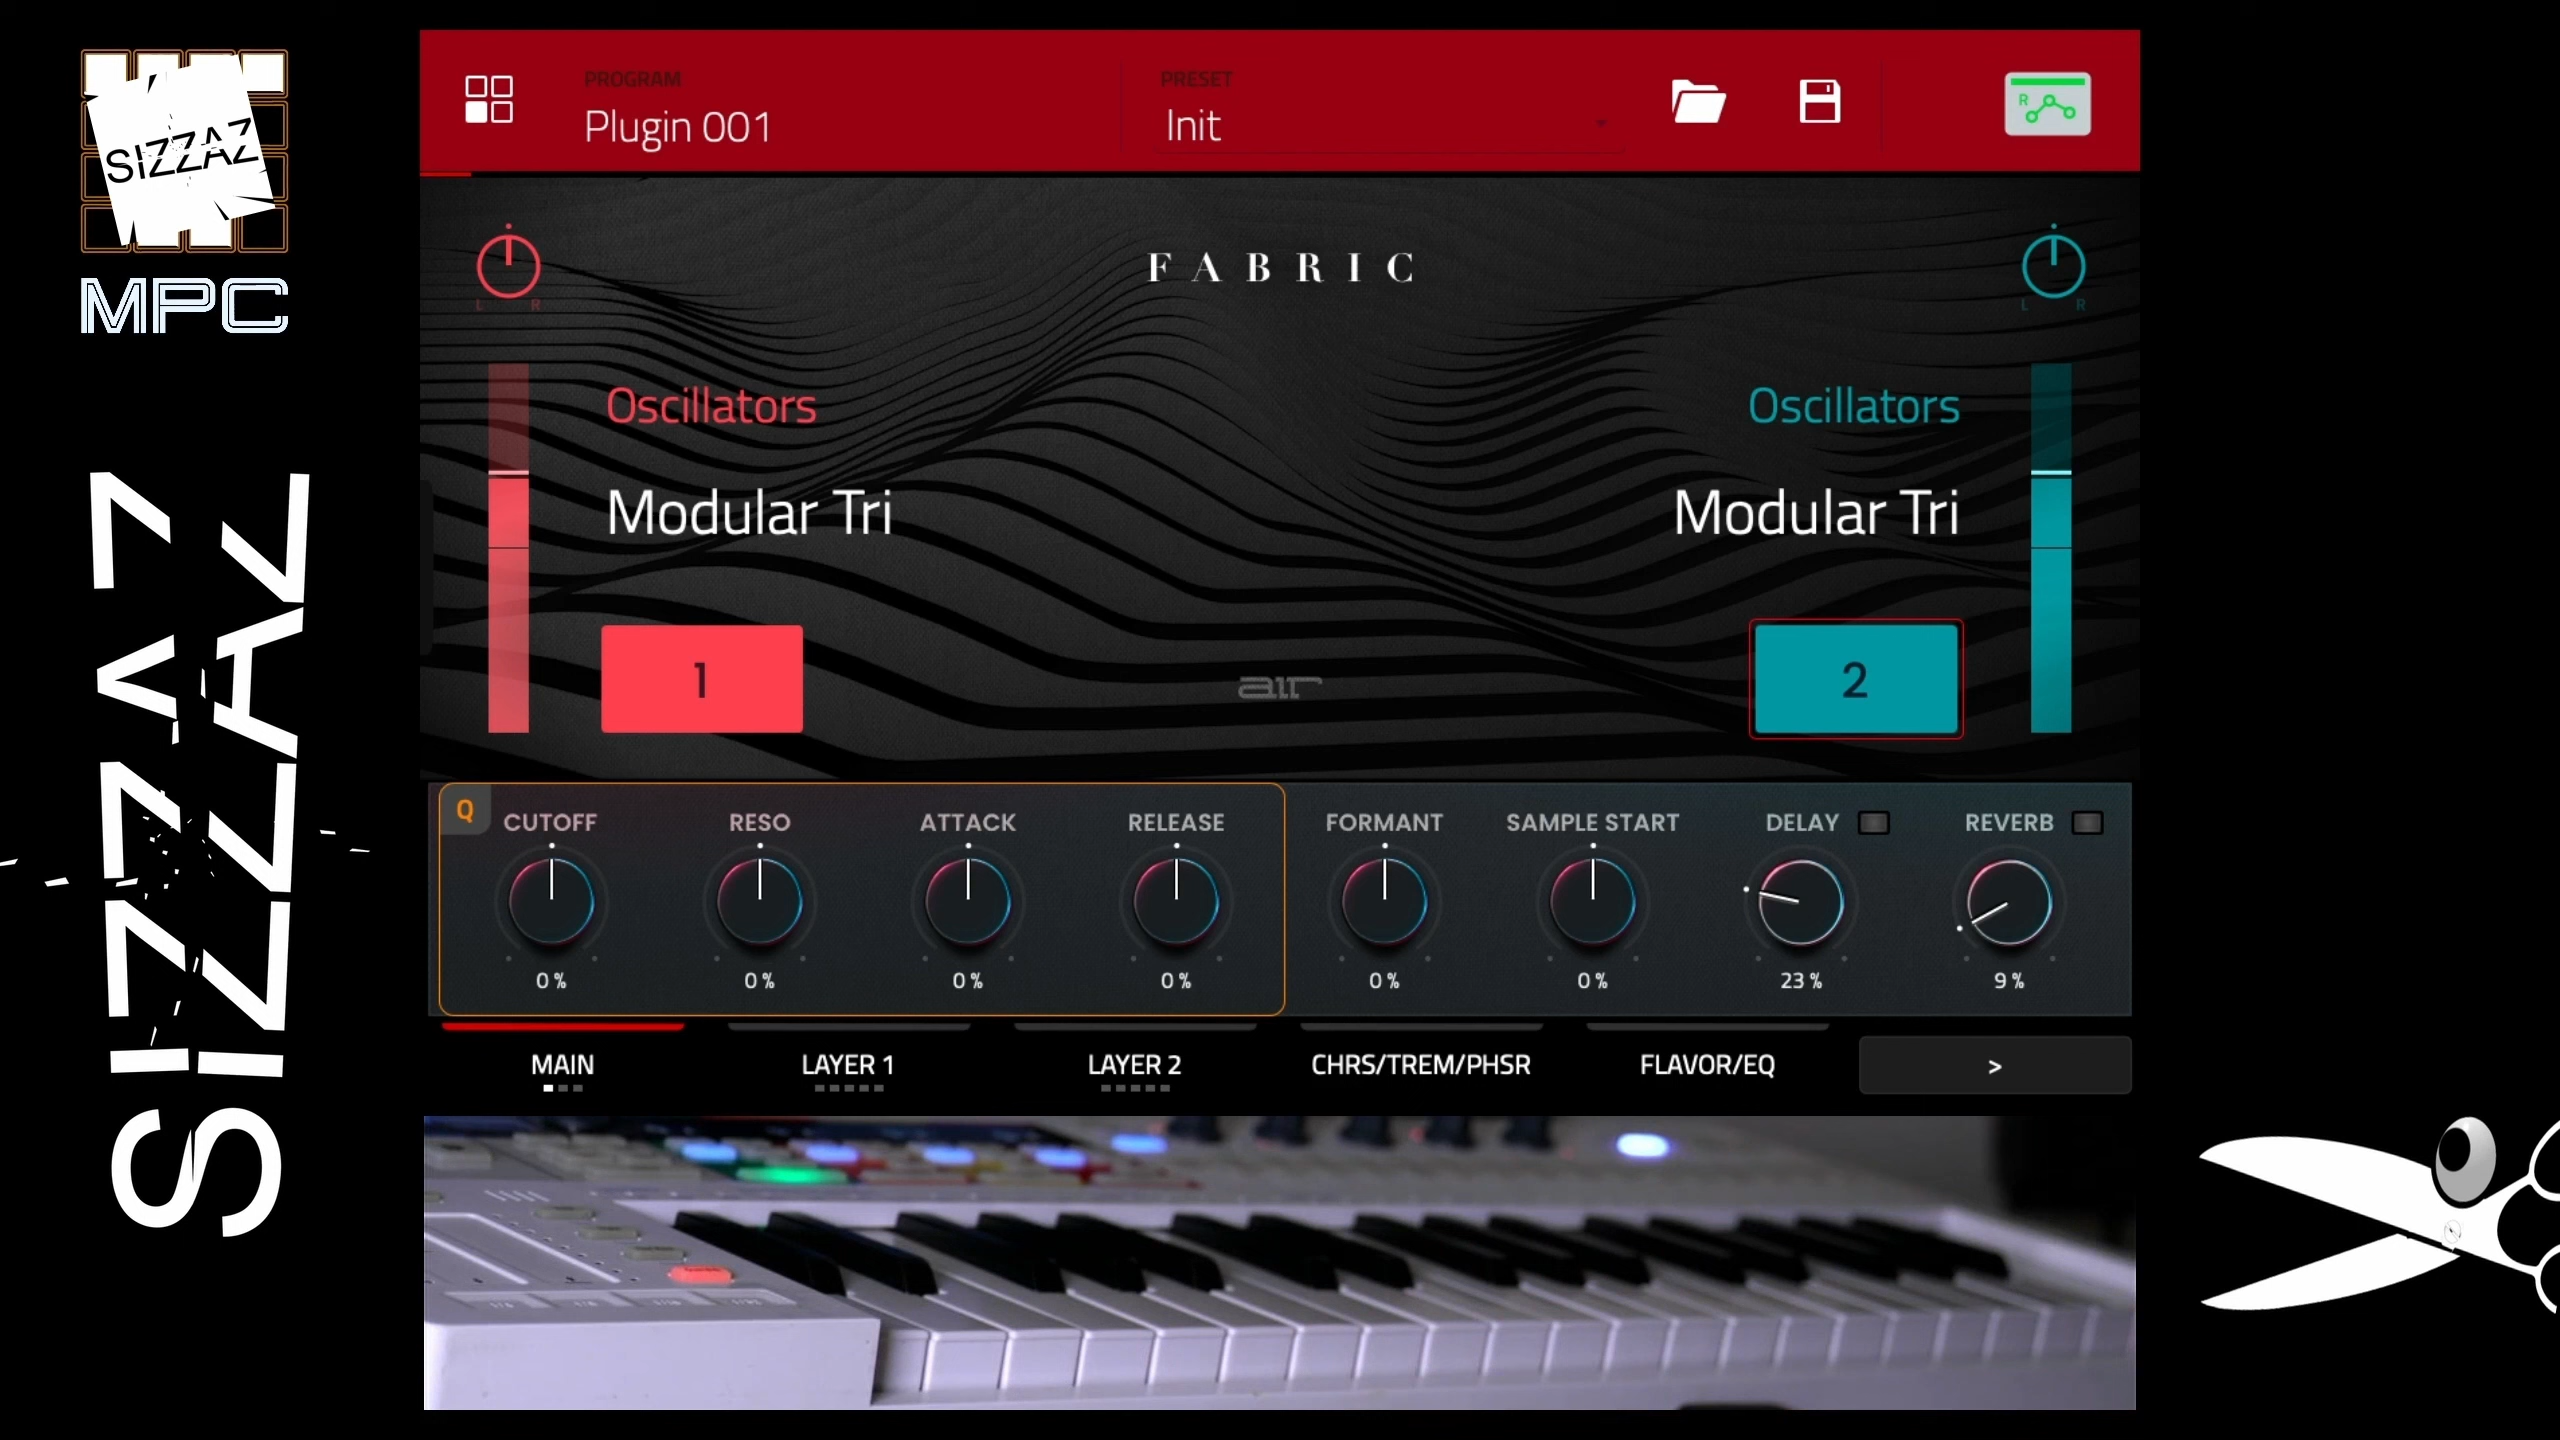 SIZZAZ
MPC
SIZZAZ
PROGRAM
Plugin 001
PRESET
Init
R
FABRIC
L R
L R
Oscillators
Oscillators
Modular Tri
Modular Tri
1
2
air
Q
CUTOFF RESO ATTACK RELEASE FORMANT SAMPLE START DELAY REVERB
0 % 0 % 0 % 0 % 0 % 0 % 23 % 9 %
MAIN LAYER 1 LAYER 2 CHRS/TREM/PHSR FLAVOR/EQ >